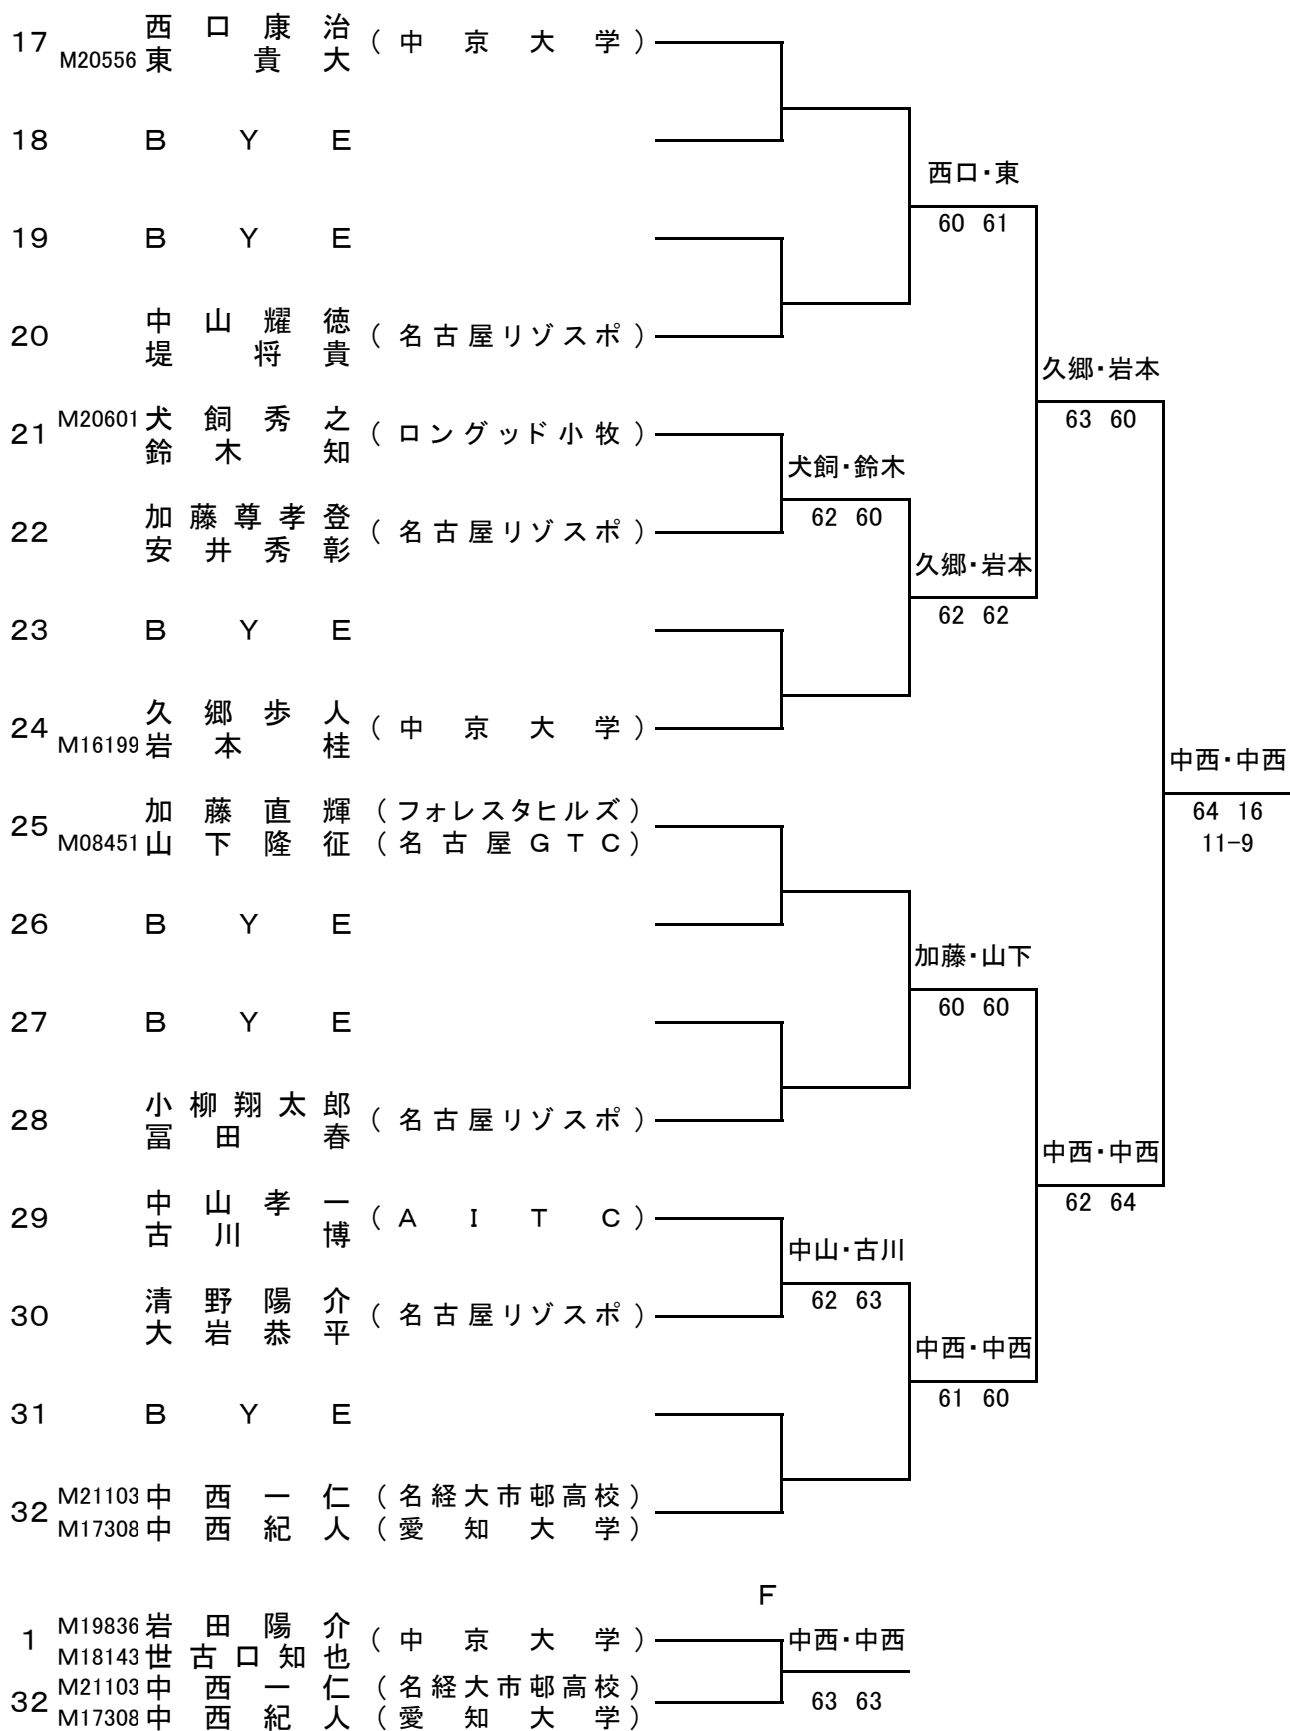 17 西口康治 (中京大学)
M20556 東貴大
18 BYE
西口・東
60 61
19 BYE
20 中山耀徳 (名古屋リゾスポ)
堤将貴
久郷・岩本
63 60
21 M20601 犬飼秀之 (ロングッド小牧)
鈴木知
犬飼・鈴木
62 60
22 加藤尊孝登 (名古屋リゾスポ)
安井秀彰
久郷・岩本
62 62
23 BYE
24 久郷歩人 (中京大学)
M16199 岩本桂
中西・中西
64 16
11-9
25 加藤直輝 (フォレスタヒルズ)
M08451 山下隆征 (名古屋GTC)
26 BYE
加藤・山下
60 60
27 BYE
28 小柳翔太郎 (名古屋リゾスポ)
冨田春
中西・中西
62 64
29 中山孝一 (AITC)
古川博
中山・古川
62 63
30 清野陽介 (名古屋リゾスポ)
大岩恭平
中西・中西
61 60
31 BYE
32 M21103 中西一仁 (名経大市邨高校)
M17308 中西紀人 (愛知大学)
F
1 M19836 岩田陽介 (中京大学)
M18143 世古口知也
中西・中西
63 63
32 M21103 中西一仁 (名経大市邨高校)
M17308 中西紀人 (愛知大学)